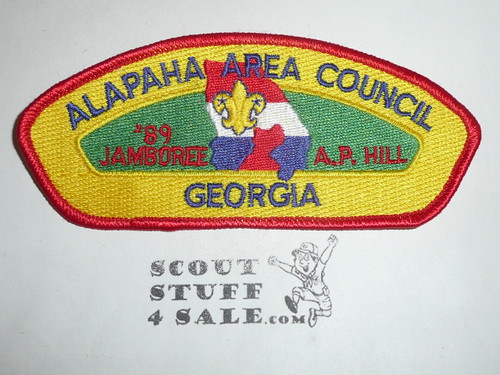 ALAPAHA AREA COUNCIL
'89
JAMBOREE A.P. HILL
GEORGIA
SCOUT
STUFF
4 SALE.COM